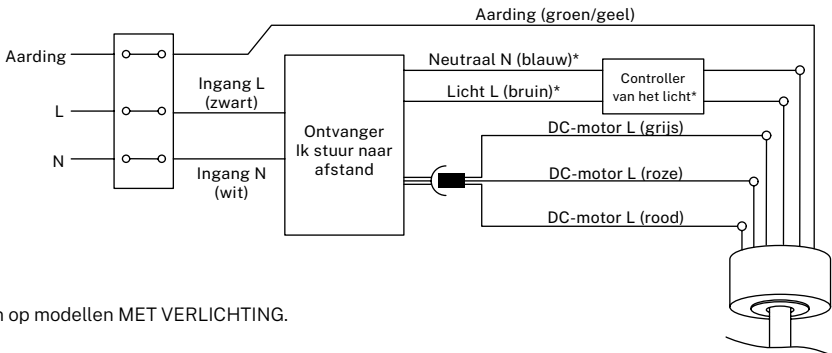 Aarding (groen/geel)
Aarding
Neutraal N (blauw)*
Ingang L
(zwart)
Licht L (bruin)*
Controller
van het licht*
L
Ontvanger
Ik stuur naar
afstand
DC-motor L (grijs)
N
Ingang N
(wit)
DC-motor L (roze)
DC-motor L (rood)
op modellen MET VERLICHTING.